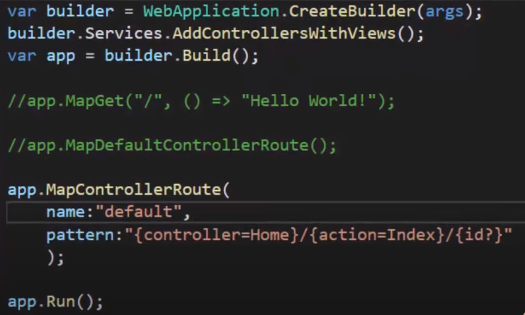 var builder = WebApplication.CreateBuilder(args);
builder.Services.AddControllersWithViews();
var app = builder.Build();
//app.MapGet("/", () => "Hello World!");
//app.MapDefaultControllerRoute();
app.MapControllerRoute(
name:"default",
pattern:"{controller=Home}/{action=Index}/{id?}"
);
app.Run();